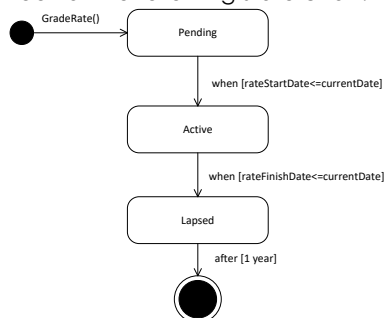 GradeRate()
Pending
when [rateStartDate<=currentDate]
Active
when [rateFinishDate<=currentDate]
Lapsed
after [1 year]